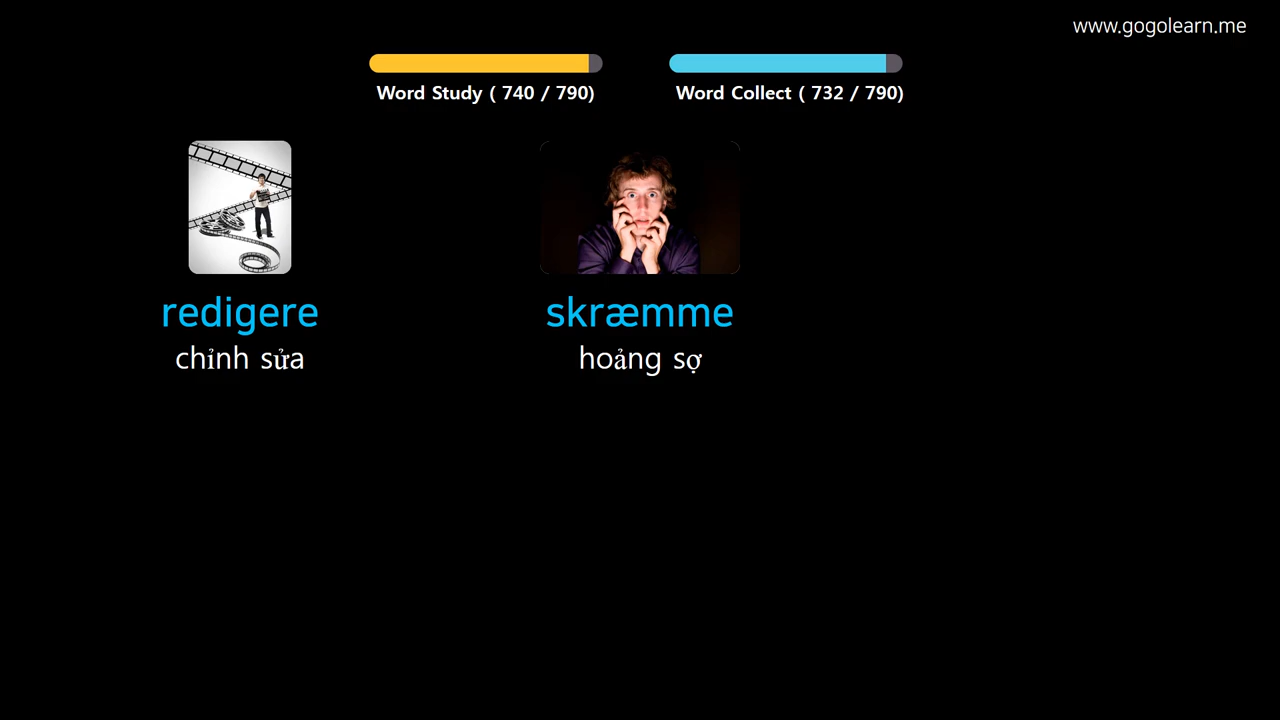 www.gogolearn.me
Word Study ( 740 / 790)
Word Collect ( 732 / 790)
redigere
chỉnh sửa
skræmme
hoảng sợ